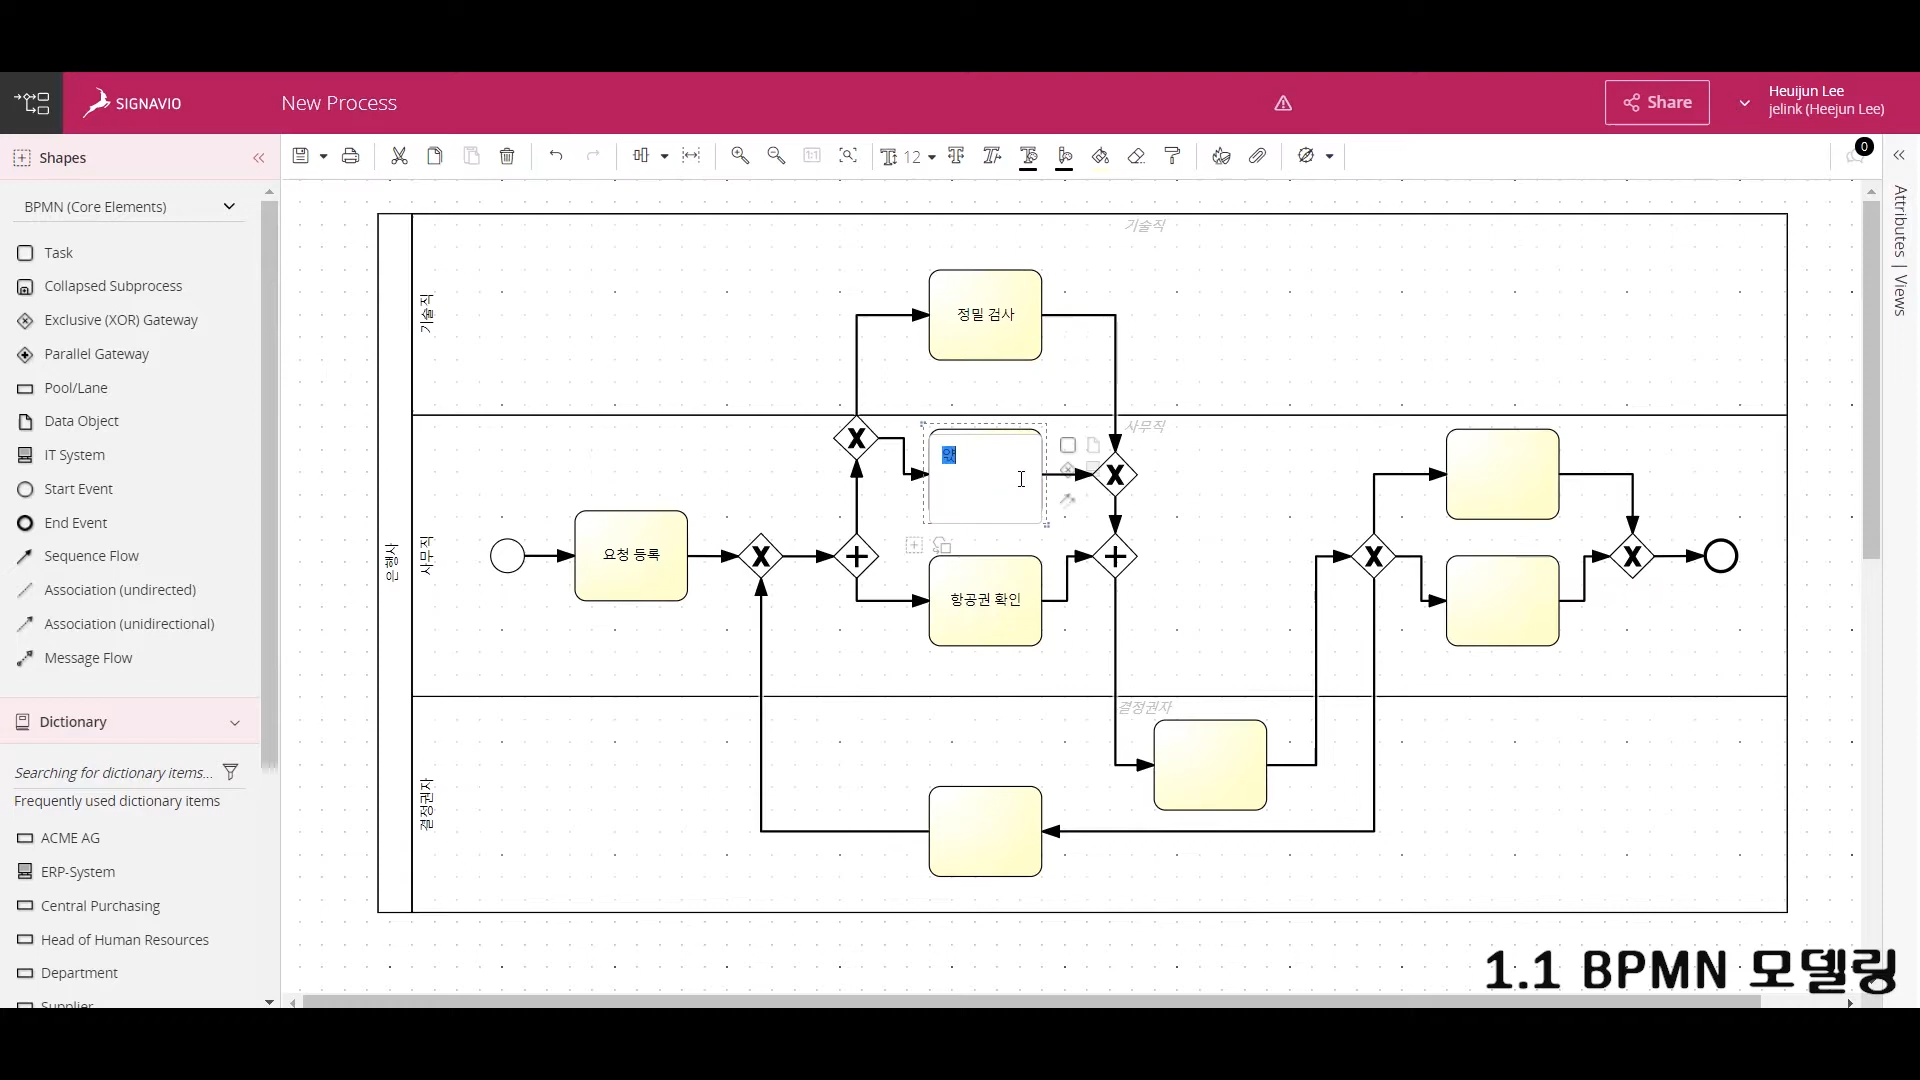 SIGNAVIO
New Process
Share
Heuijun Lee
jelink (Heejun Lee)
Shapes
12
1:1
0
BPMN (Core Elements)
Task
Collapsed Subprocess
Exclusive (XOR) Gateway
Parallel Gateway
Pool/Lane
Data Object
IT System
Start Event
End Event
Sequence Flow
Association (undirected)
Association (unidirectional)
Message Flow
Dictionary
Searching for dictionary items...
Frequently used dictionary items
ACME AG
ERP-System
Central Purchasing
Head of Human Resources
Department
Supplier
Attributes | Views
기술직
기술직
정밀 검사
사무직
사무직
요청 등록
항공권 확인
결정권자
결정권자
1.1 BPMN 모델링